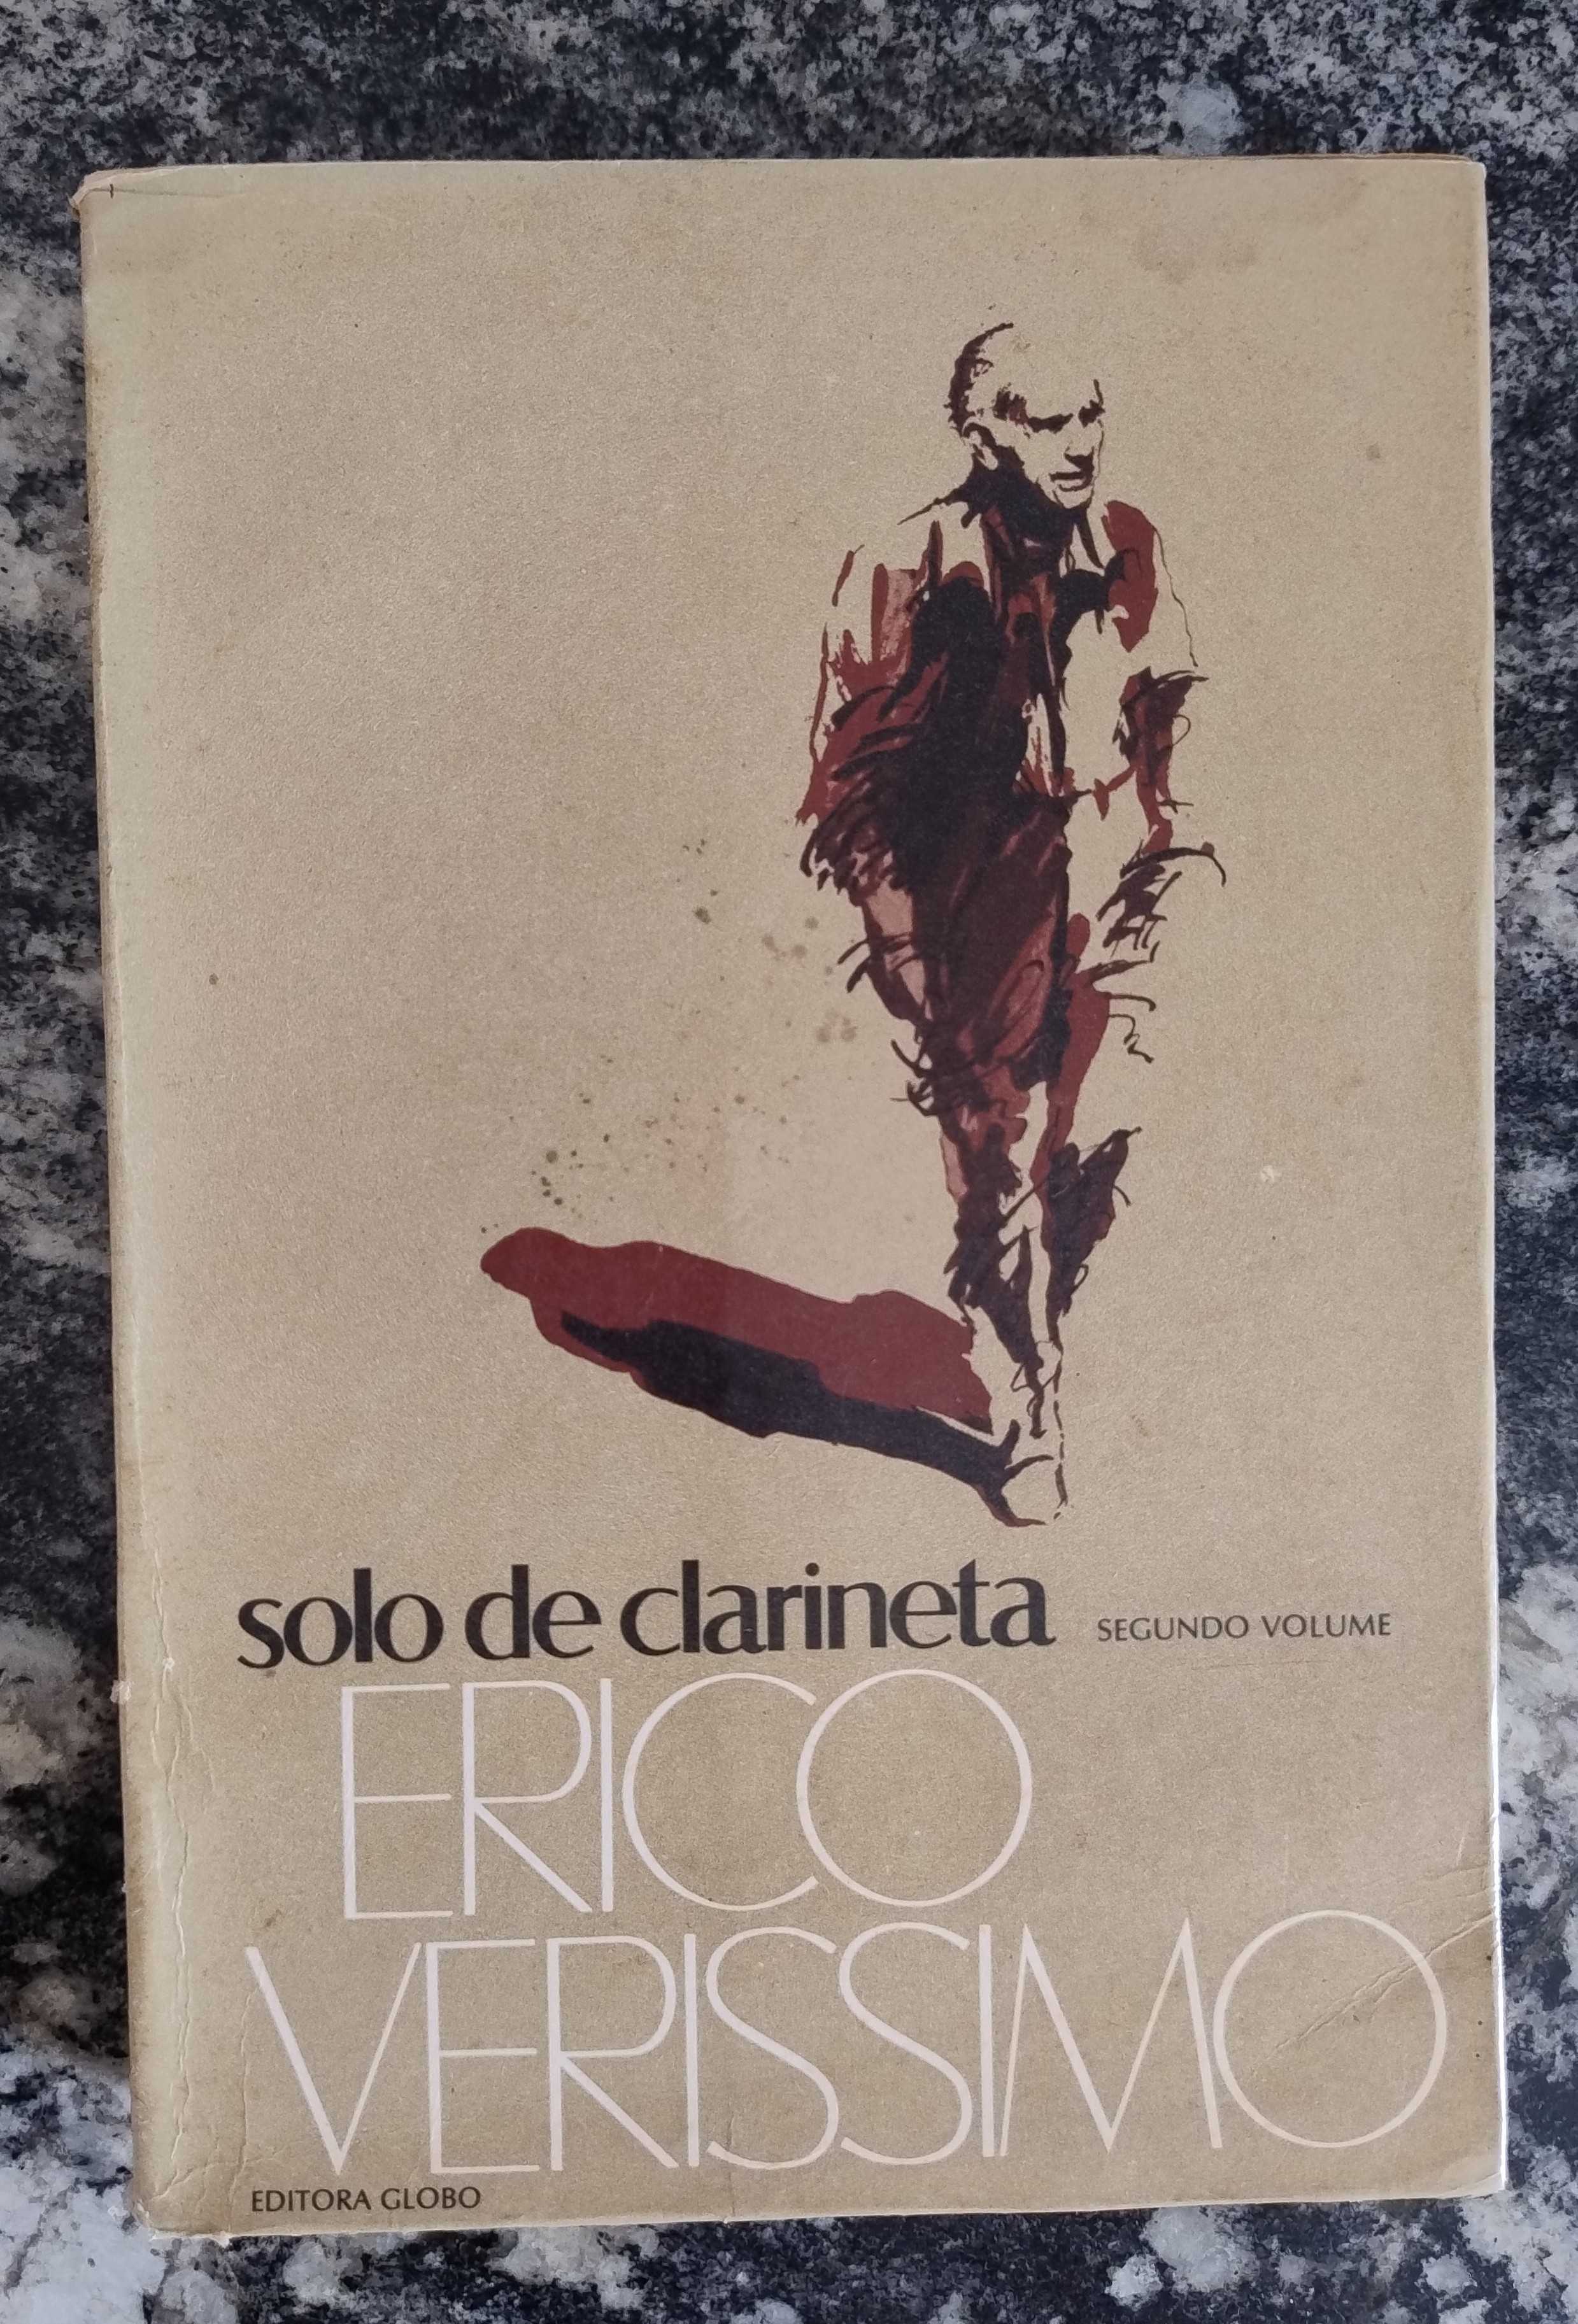 solo de clarineta SEGUNDO VOLUME
ERICO
VERISSIMO
EDITORA GLOBO